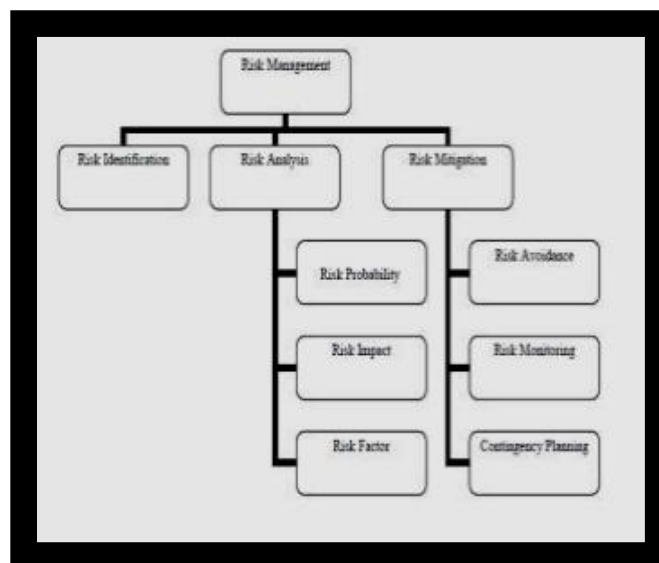 Risk Management
Risk Identification
Risk Analysis
Risk Mitigation
Risk Probability
Risk Impact
Risk Factor
Risk Avoidance
Risk Monitoring
Contingency Planning